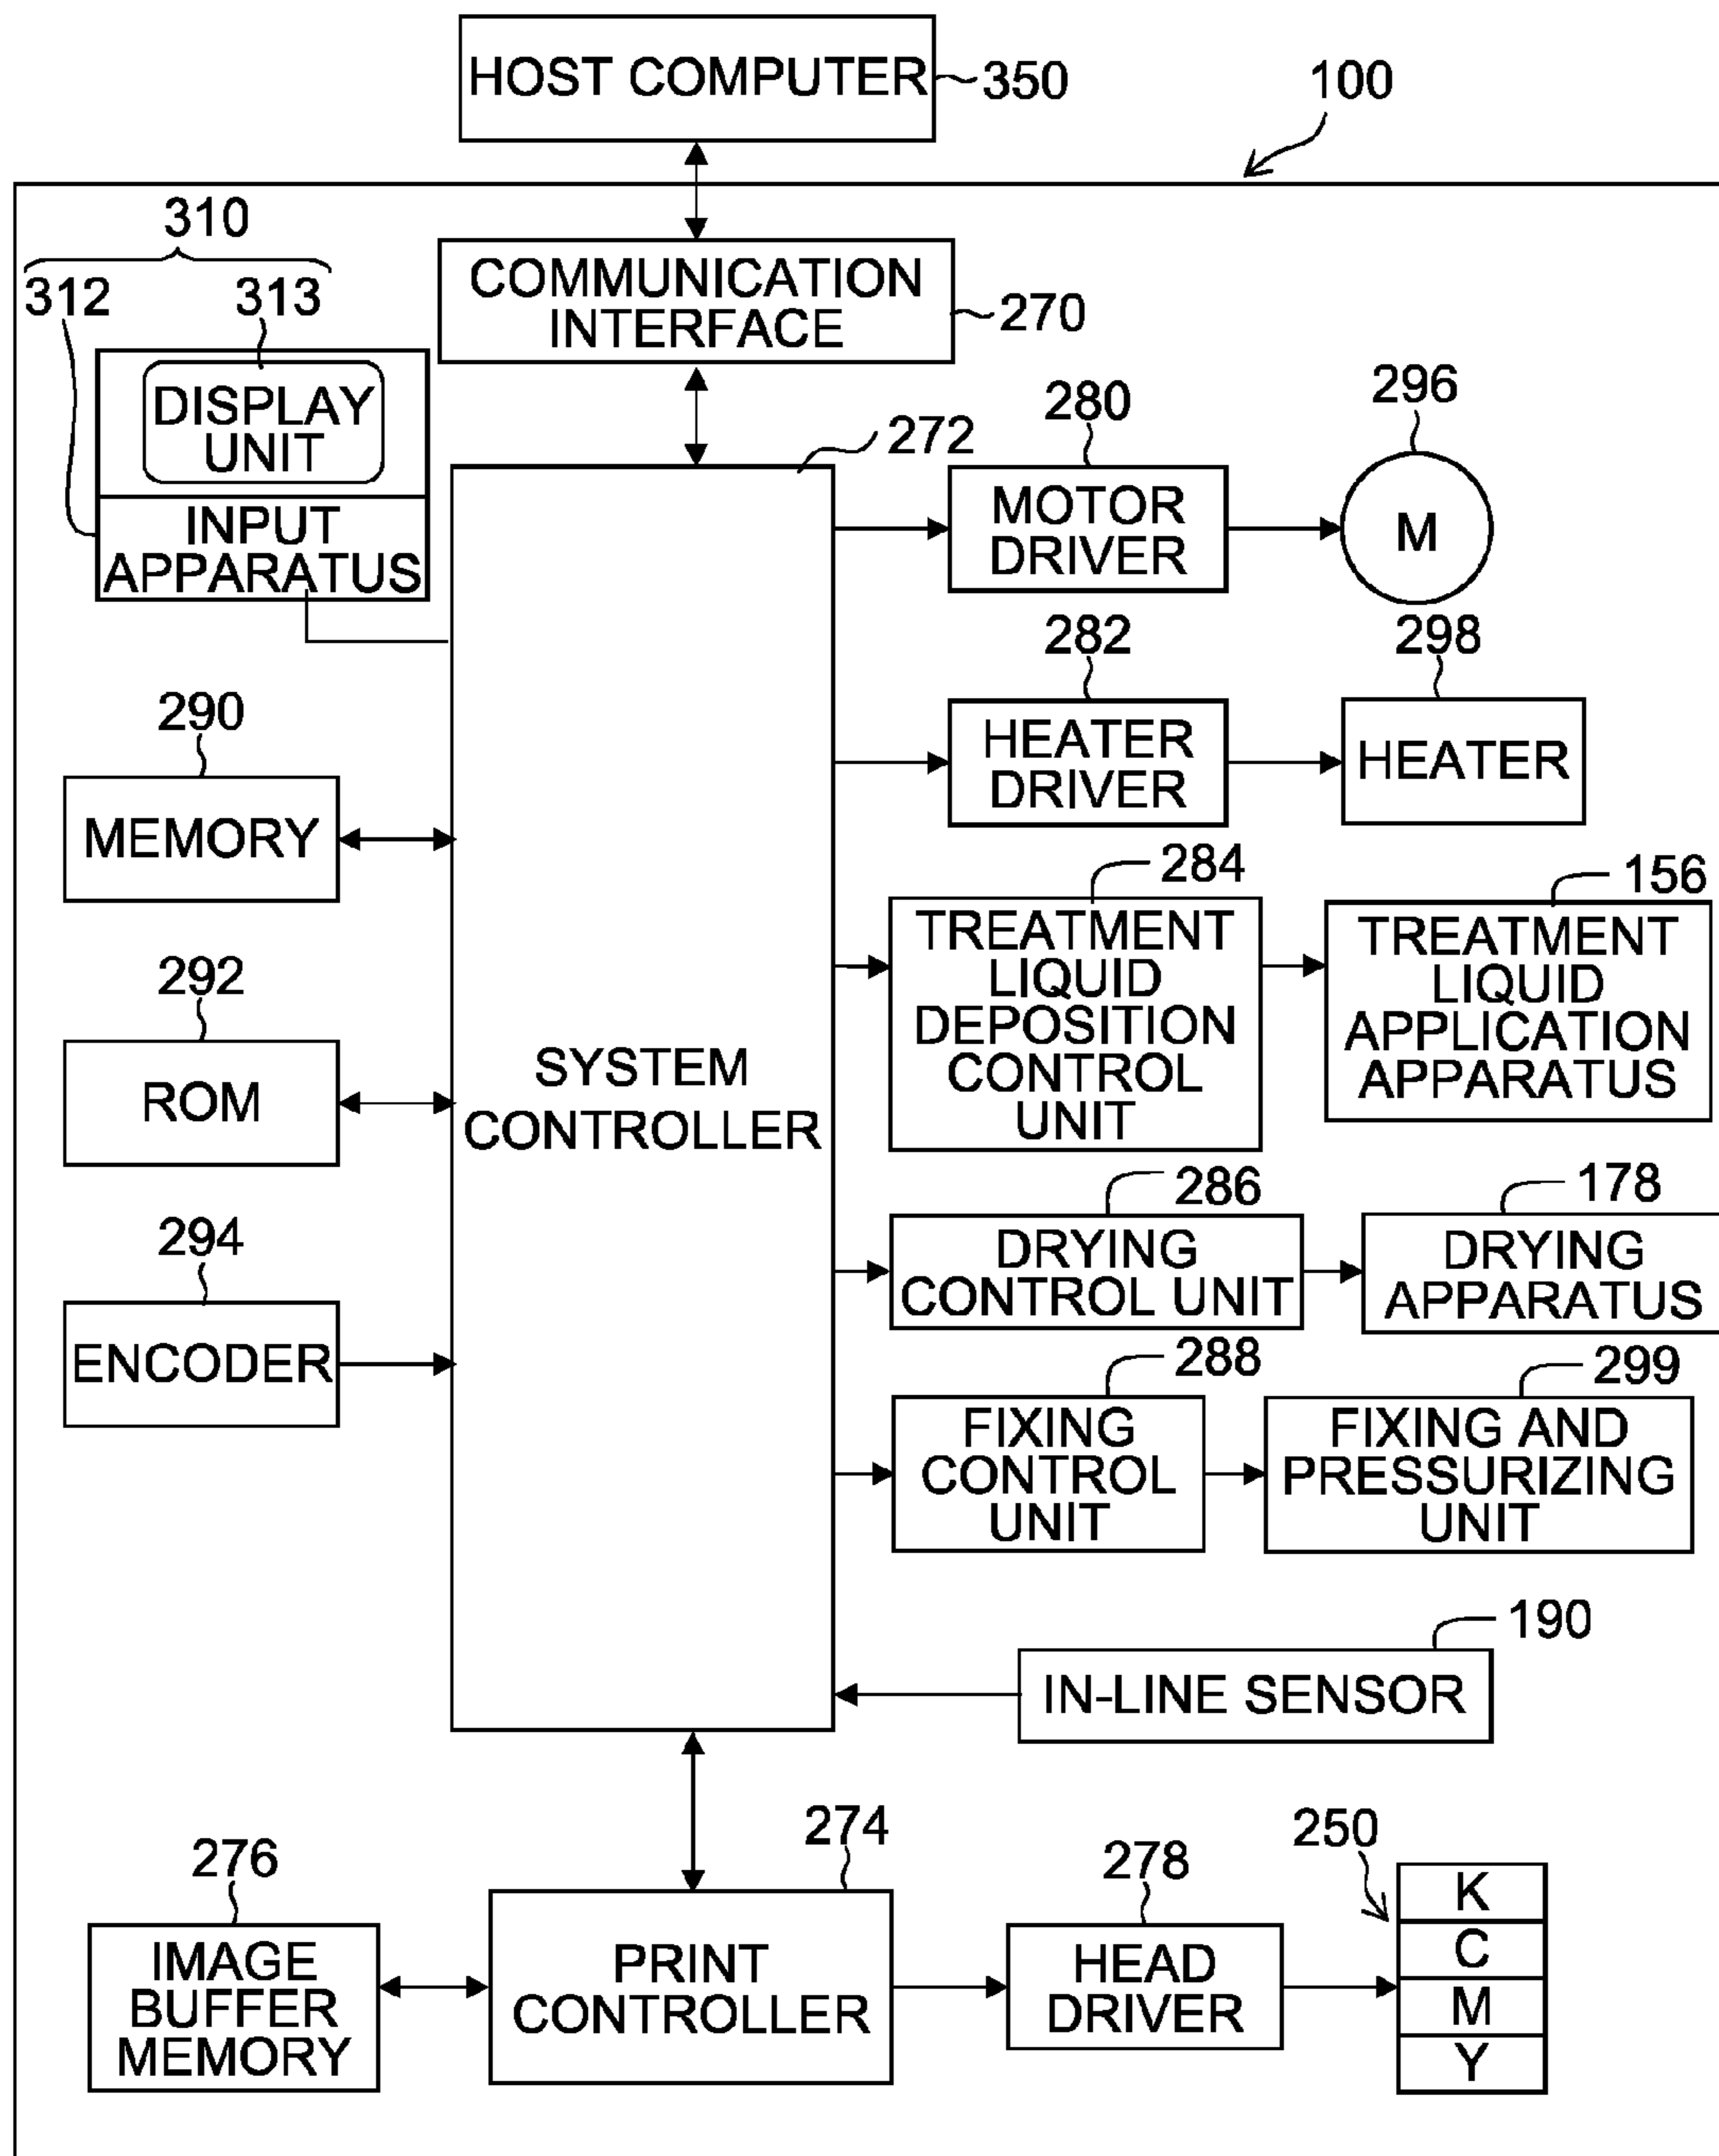 HOST COMPUTER
350
100
310
312
313
COMMUNICATION
INTERFACE
270
DISPLAY
UNIT
INPUT
APPARATUS
272
280
MOTOR
DRIVER
296
M
282
HEATER
DRIVER
298
HEATER
290
MEMORY
284
TREATMENT
LIQUID
DEPOSITION
CONTROL
UNIT
156
TREATMENT
LIQUID
APPLICATION
APPARATUS
292
ROM
SYSTEM
CONTROLLER
286
DRYING
CONTROL UNIT
178
DRYING
APPARATUS
294
ENCODER
288
FIXING
CONTROL
UNIT
299
FIXING AND
PRESSURIZING
UNIT
190
IN-LINE SENSOR
276
IMAGE
BUFFER
MEMORY
274
PRINT
CONTROLLER
278
HEAD
DRIVER
250
K
C
M
Y